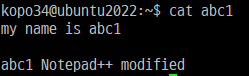 kopo34@ubuntu2022:~$ cat abc1
my name is abc1

abc1 Notepad++ modified